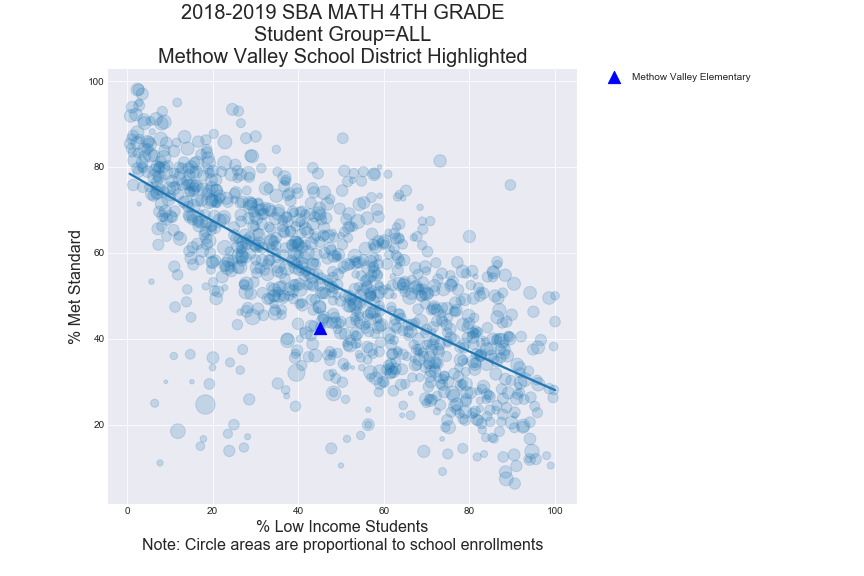 2018-2019 SBA MATH 4TH GRADE
Student Group=ALL
Methow Valley School District Highlighted
Methow Valley Elementary
100
80
60
40
20
% Met Standard
0 20 40 60 80 100
% Low Income Students
Note: Circle areas are proportional to school enrollments